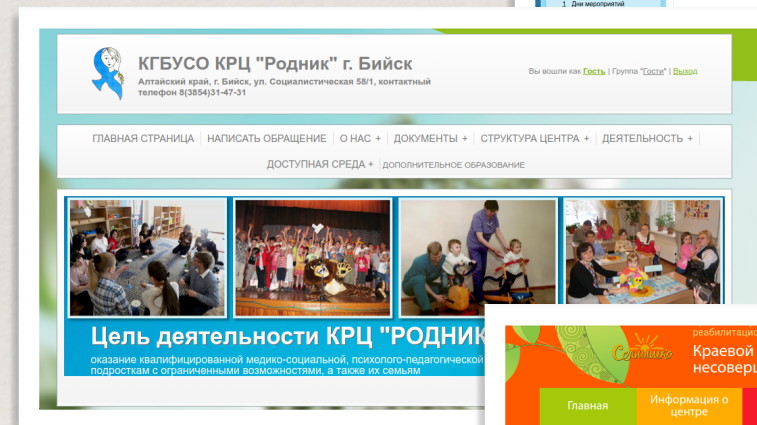 1 Дни мероприятий
КГБУСО КРЦ "Родник" г. Бийск
Алтайский край, г. Бийск, ул. Социалистическая 58/1, контактный
телефон 8(3854)31-47-31
Вы вошли как Гость | Группа "Гости" | Выход
ГЛАВНАЯ СТРАНИЦА НАПИСАТЬ ОБРАЩЕНИЕ О НАС + ДОКУМЕНТЫ + СТРУКТУРА ЦЕНТРА + ДЕЯТЕЛЬНОСТЬ +
ДОСТУПНАЯ СРЕДА + ДОПОЛНИТЕЛЬНОЕ ОБРАЗОВАНИЕ
Цель деятельности КРЦ "РОДНИК
оказание квалифицированной медико-социальной, психолого-педагогической
подросткам с ограниченными возможностями, а также их семьям
реабилитацио
Солнышко
Краевой
несоверш
Главная
Информация о
центре